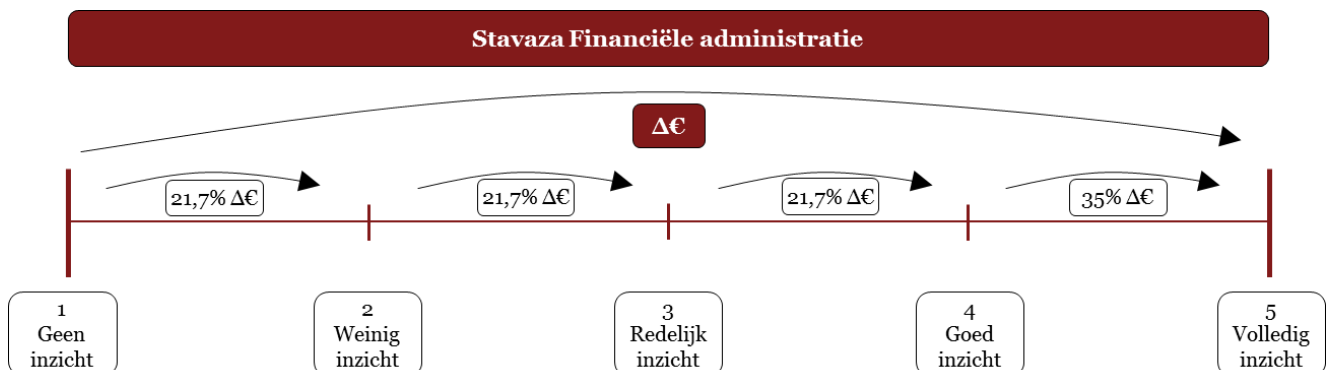 Stavaza Financiële administratie
Δ€
21,7% Δ€
21,7% Δ€
21,7% Δ€
35% Δ€
1
Geen
inzicht
2
Weinig
inzicht
3
Redelijk
inzicht
4
Goed
inzicht
5
Volledig
inzicht